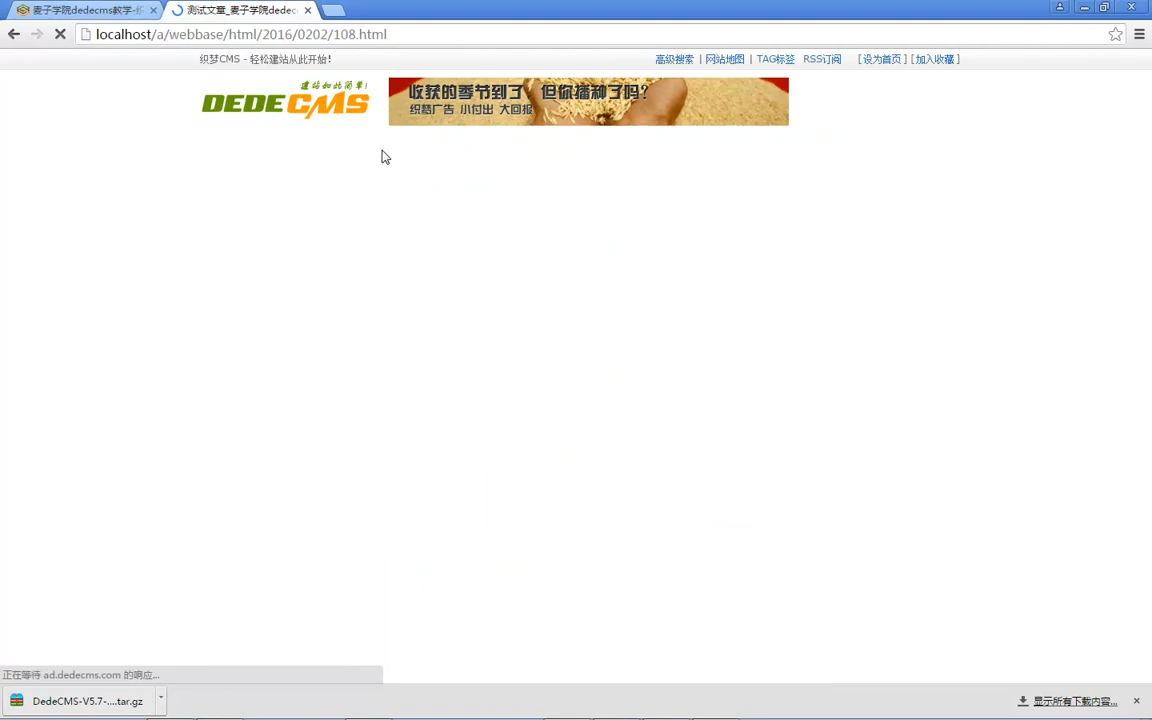 麦子学院dedecms教学-织
测试文章_麦子学院dedec
localhost/a/webbase/html/2016/0202/108.html
织梦CMS - 轻松建站从此开始!
高级搜索 | 网站地图 | TAG标签 RSS订阅 [设为首页] [加入收藏]
建站如此简单!
DEDECMS
收获的季节到了,但你播种了吗?
织梦广告 小付出 大回报
正在等待 ad.dedecms.com 的响应...
DedeCMS-V5.7-....tar.gz
显示所有下载内容...